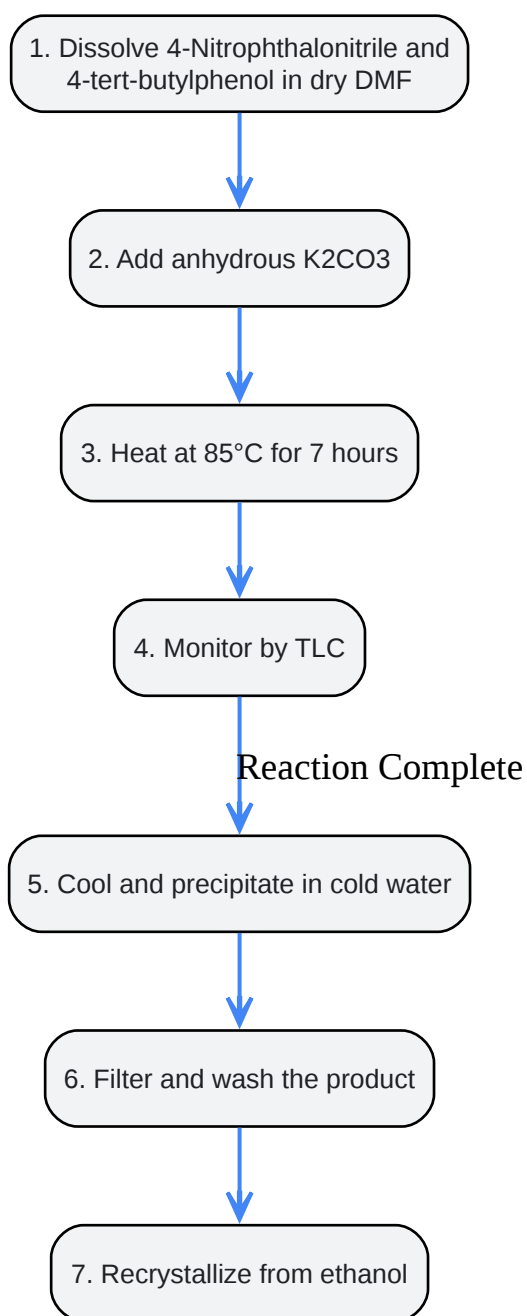 1. Dissolve 4-Nitrophthalonitrile and
4-tert-butylphenol in dry DMF
2. Add anhydrous K2CO3
3. Heat at 85°C for 7 hours
4. Monitor by TLC
Reaction Complete
5. Cool and precipitate in cold water
6. Filter and wash the product
7. Recrystallize from ethanol